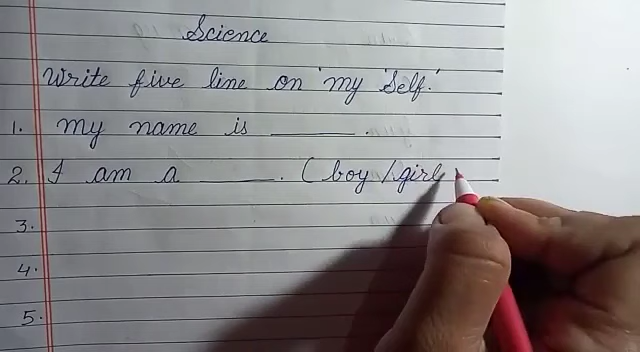 Science
Write five line on 'my self.'
1. My name is ______.
2. I am a ______. (boy / girl
3.
4.
5.